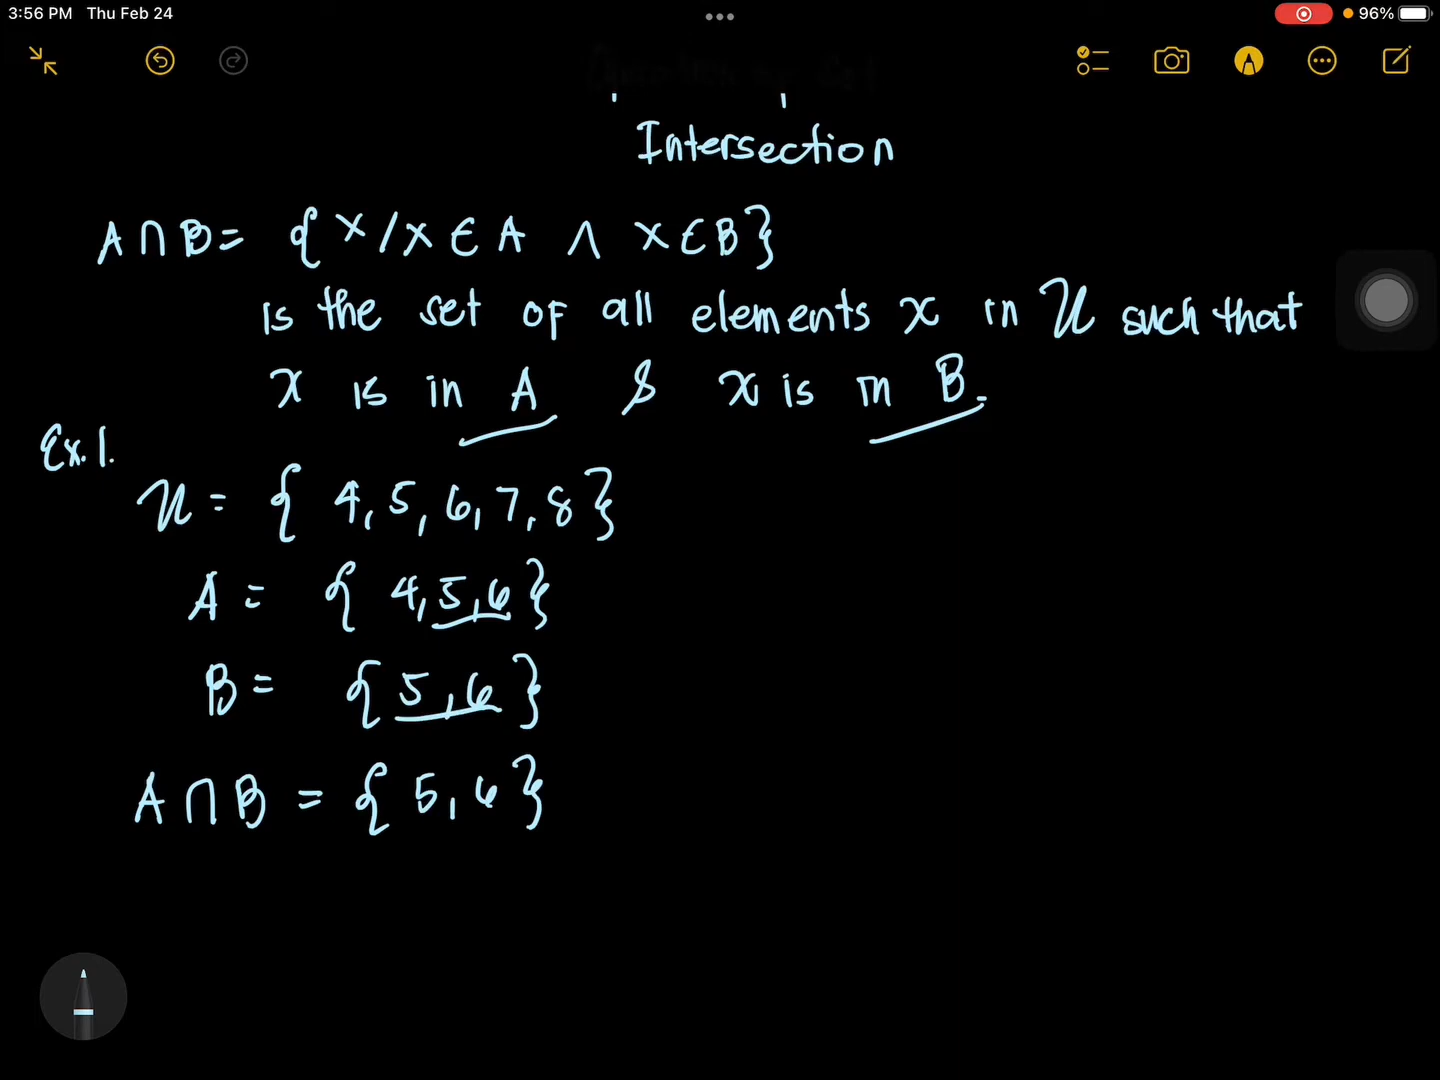 3:56 PM Thu Feb 24
96%
Intersection
A ∩ B = { x / x ∈ A ∧ x ∈ B }
is the set of all elements x in U such that
x is in A & x is in B.
Ex. 1.
U = { 4, 5, 6, 7, 8 }
A = { 4, 5, 6 }
B = { 5, 6 }
A ∩ B = { 5, 6 }